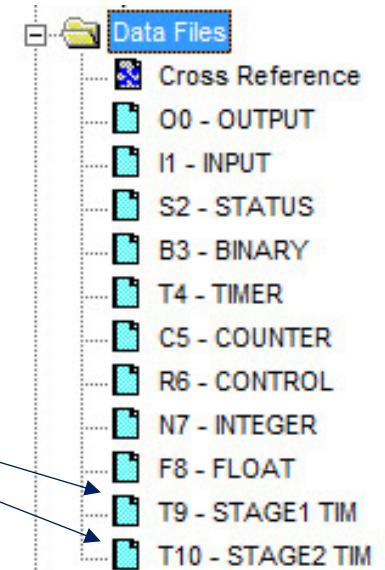 Data Files
Cross Reference
O0 - OUTPUT
I1 - INPUT
S2 - STATUS
B3 - BINARY
T4 - TIMER
C5 - COUNTER
R6 - CONTROL
N7 - INTEGER
F8 - FLOAT
T9 - STAGE1 TIM
T10 - STAGE2 TIM